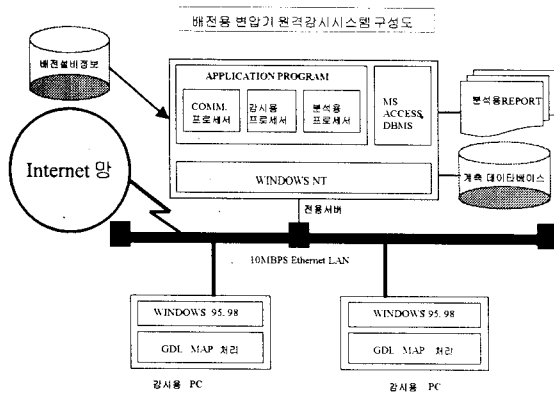 배전용 변압기 원격감시시스템 구성도
배전설비정보
APPLICATION PROGRAM
COMM.
프로세서
감시용
프로세서
분석용
프로세서
MS
ACCESS.
DBMS
분석용REPORT
Internet 망
WINDOWS NT
계측 데이타베이스
전용서버
10MBPS Ethernet LAN
WINDOWS 95. 98
GDL MAP 처리
감시용 PC
WINDOWS 95. 98
GDL MAP 처리
감시용 PC